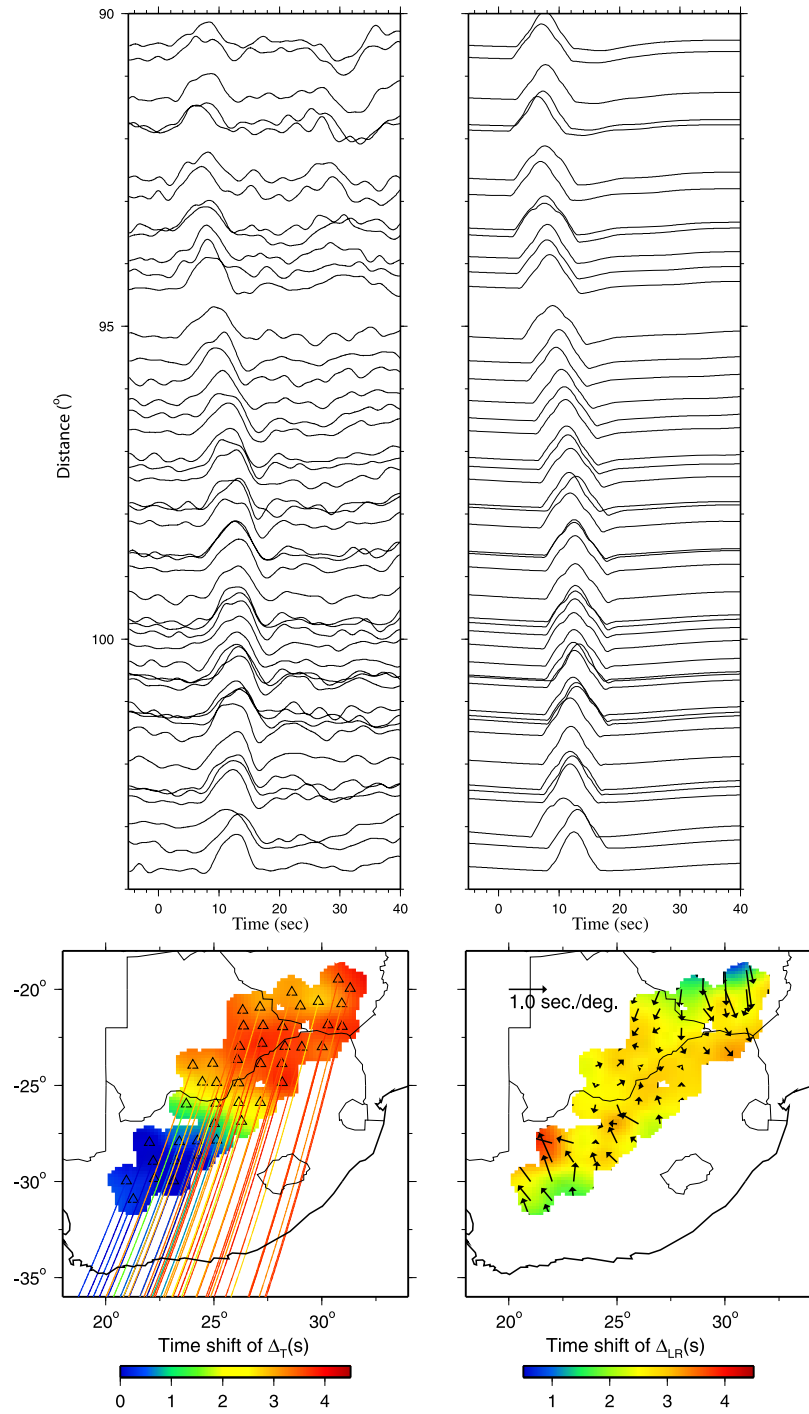 90
95
100
Distance (°)
0 10 20 30 40
Time (sec)
0 10 20 30 40
Time (sec)
-20°
-25°
-30°
-35°
20° 25° 30°
Time shift of ΔT(s)
0 1 2 3 4
1.0 sec./deg.
20° 25° 30°
Time shift of ΔLR(s)
1 2 3 4